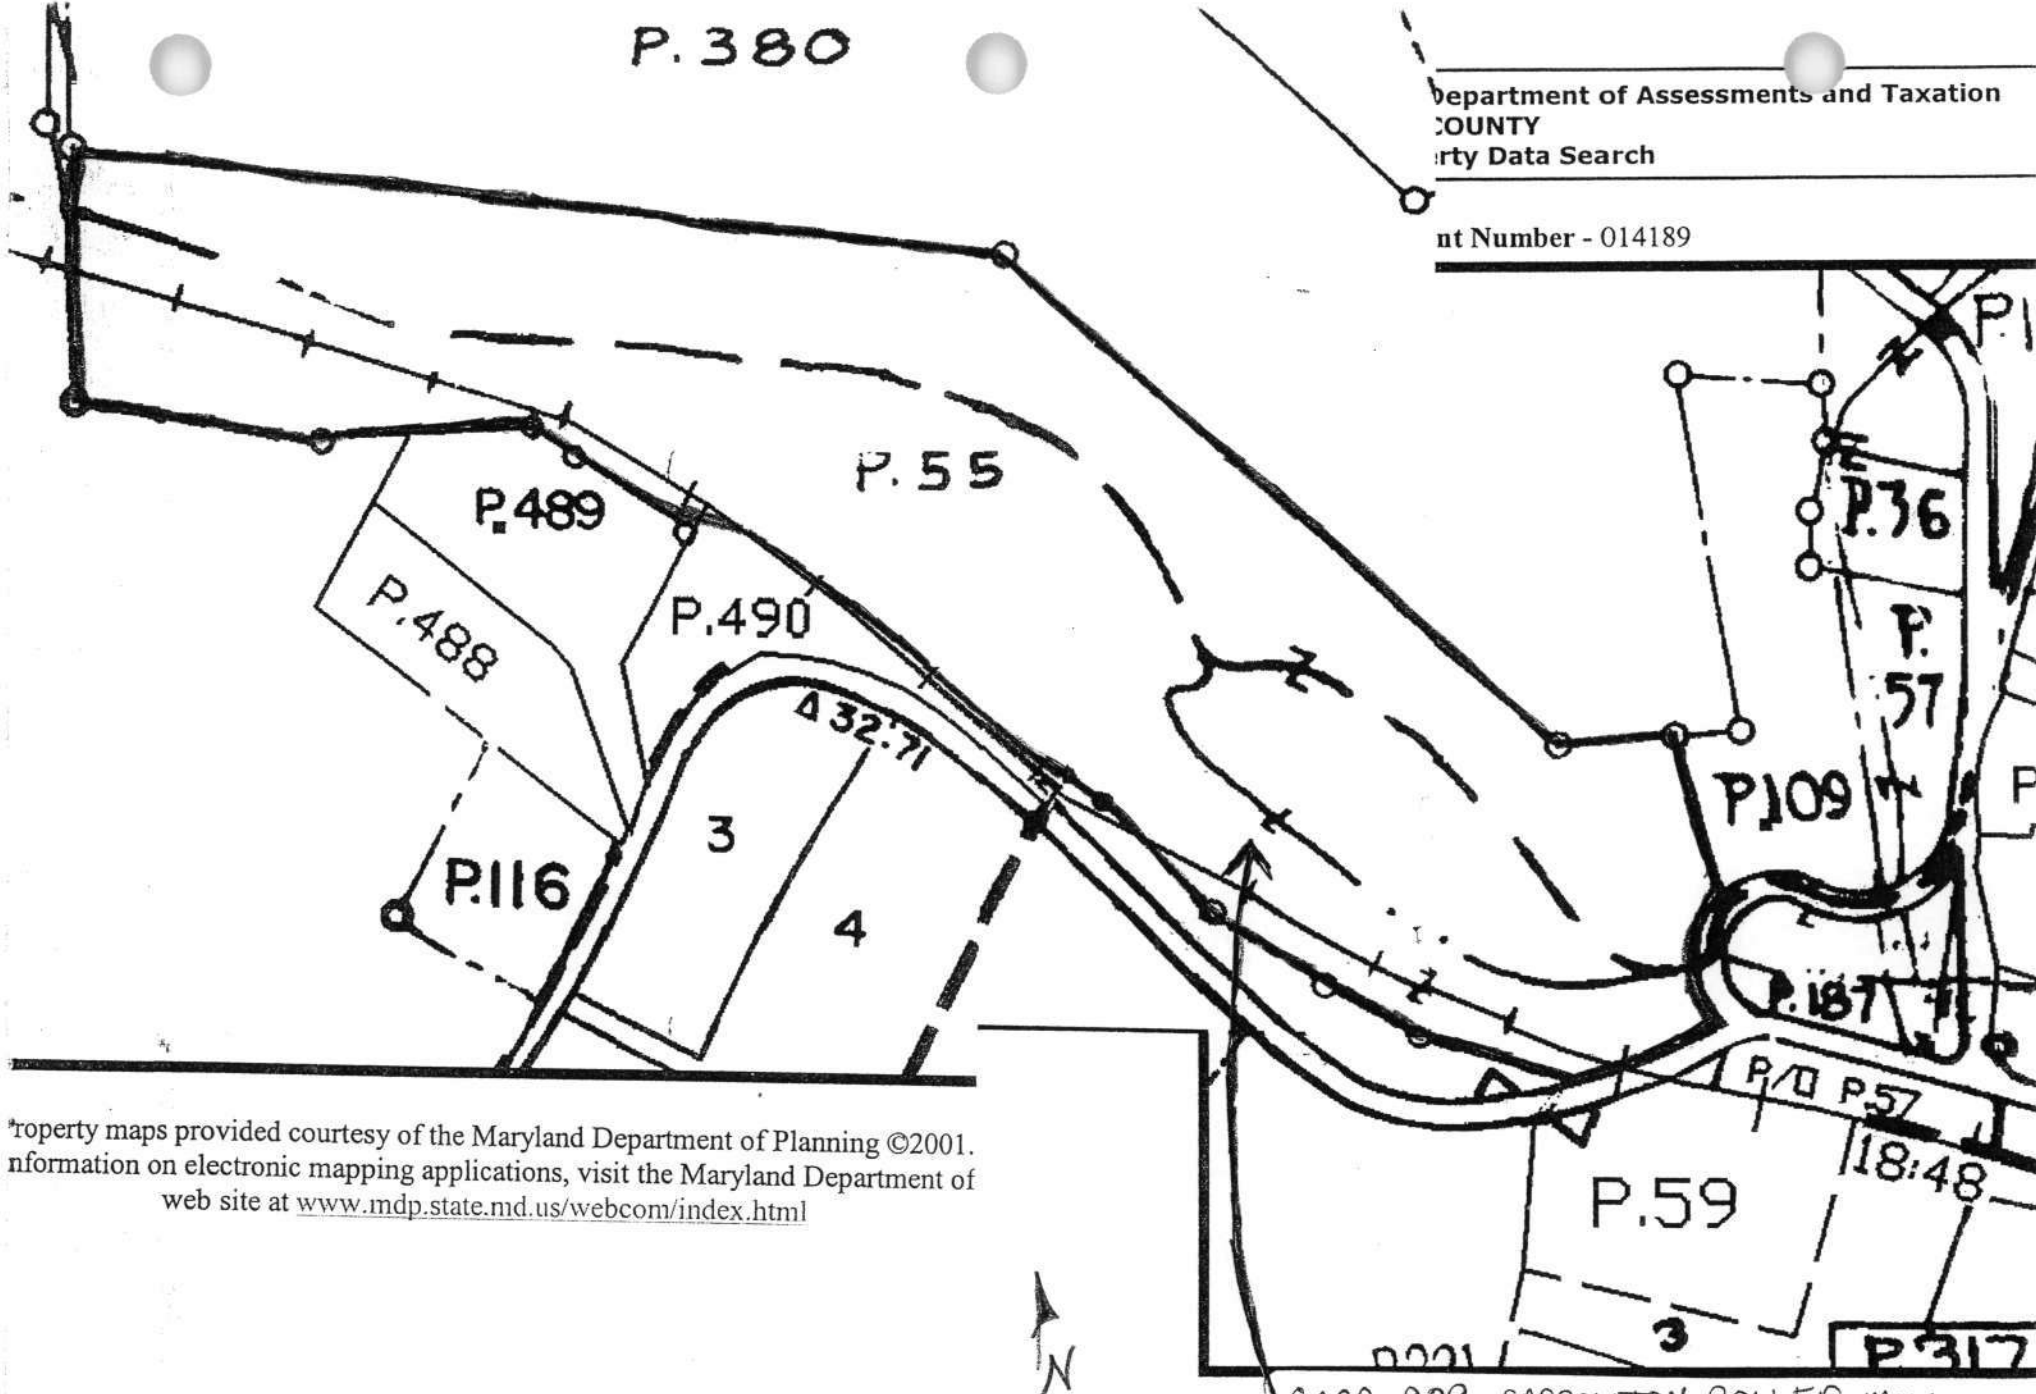 P. 380
Department of Assessments and Taxation
COUNTY
rty Data Search
nt Number - 014189
P. 55
P.489
P.488
P.490
P.36
P.
57
P.109
Δ 32:71
3
4
P.116
P.187
P/O P.57
18:48
P.59
3
P.317
roperty maps provided courtesy of the Maryland Department of Planning ©2001.
nformation on electronic mapping applications, visit the Maryland Department of
web site at www.mdp.state.md.us/webcom/index.html
N